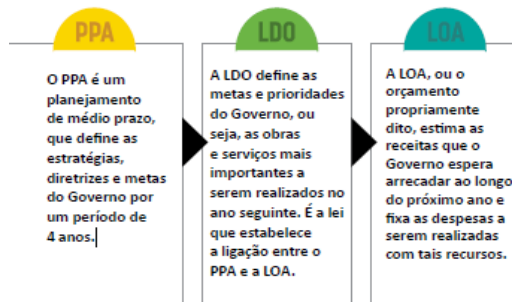 PPA
O PPA é um
planejamento
de médio prazo,
que define as
estratégias,
diretrizes e metas
do Governo por
um período de
4 anos.
LDO
A LDO define as
metas e prioridades
do Governo, ou
seja, as obras
e serviços mais
importantes a
serem realizados no
ano seguinte. É a lei
que estabelece
a ligação entre o
PPA e a LOA.
LOA
A LOA, ou o
orçamento
propriamente
dito, estima as
receitas que o
Governo espera
arrecadar ao longo
do próximo ano e
fixa as despesas a
serem realizadas
com tais recursos.